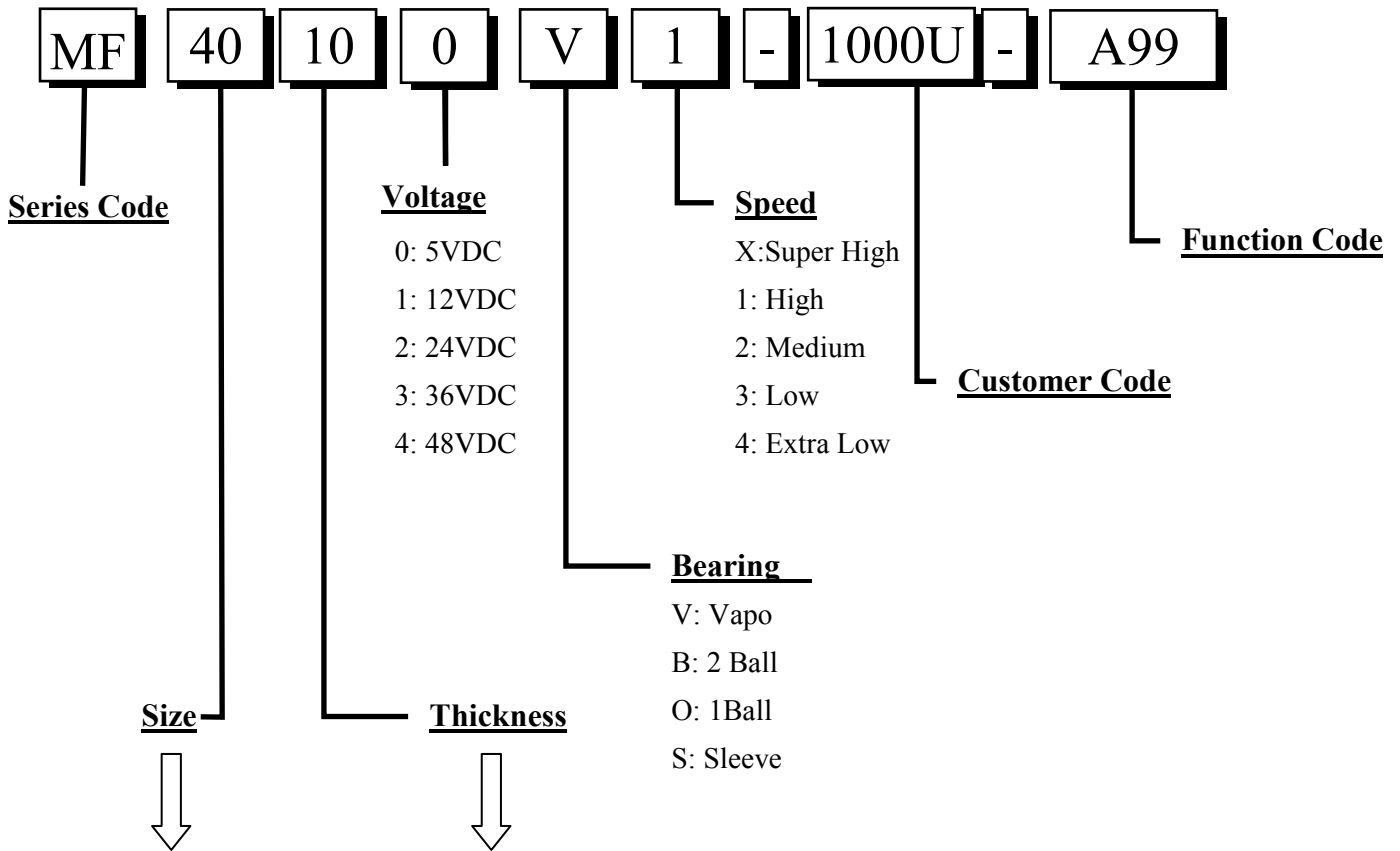 MF 40 10 0 V 1 - 1000U - A99
Series Code
Voltage
0: 5VDC
1: 12VDC
2: 24VDC
3: 36VDC
4: 48VDC
Speed
X:Super High
1: High
2: Medium
3: Low
4: Extra Low
Function Code
Customer Code
Bearing
V: Vapo
B: 2 Ball
O: 1Ball
S: Sleeve
Size
Thickness